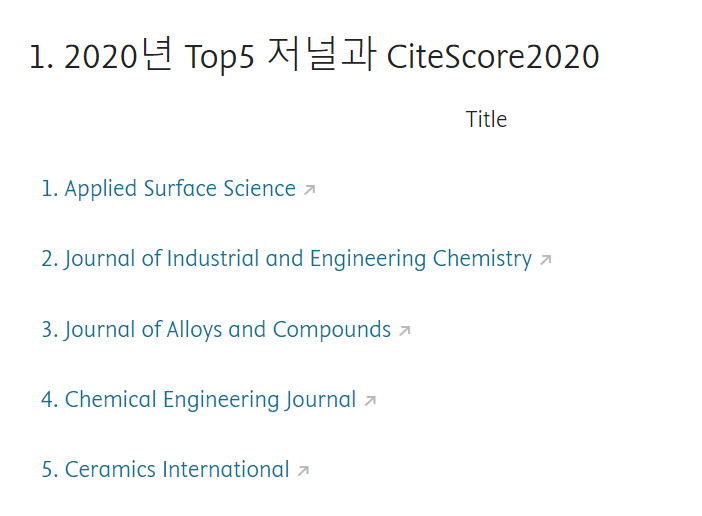 1. 2020년 Top5 저널과 CiteScore2020
Title
1. Applied Surface Science
2. Journal of Industrial and Engineering Chemistry
3. Journal of Alloys and Compounds
4. Chemical Engineering Journal
5. Ceramics International